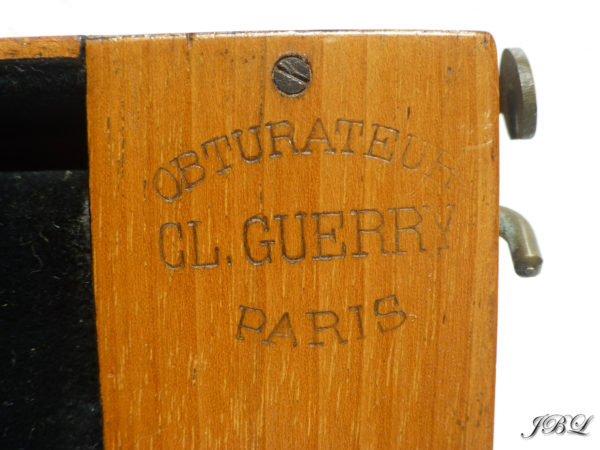 OBTURATEUR
CL. GUERRY
PARIS
JBL